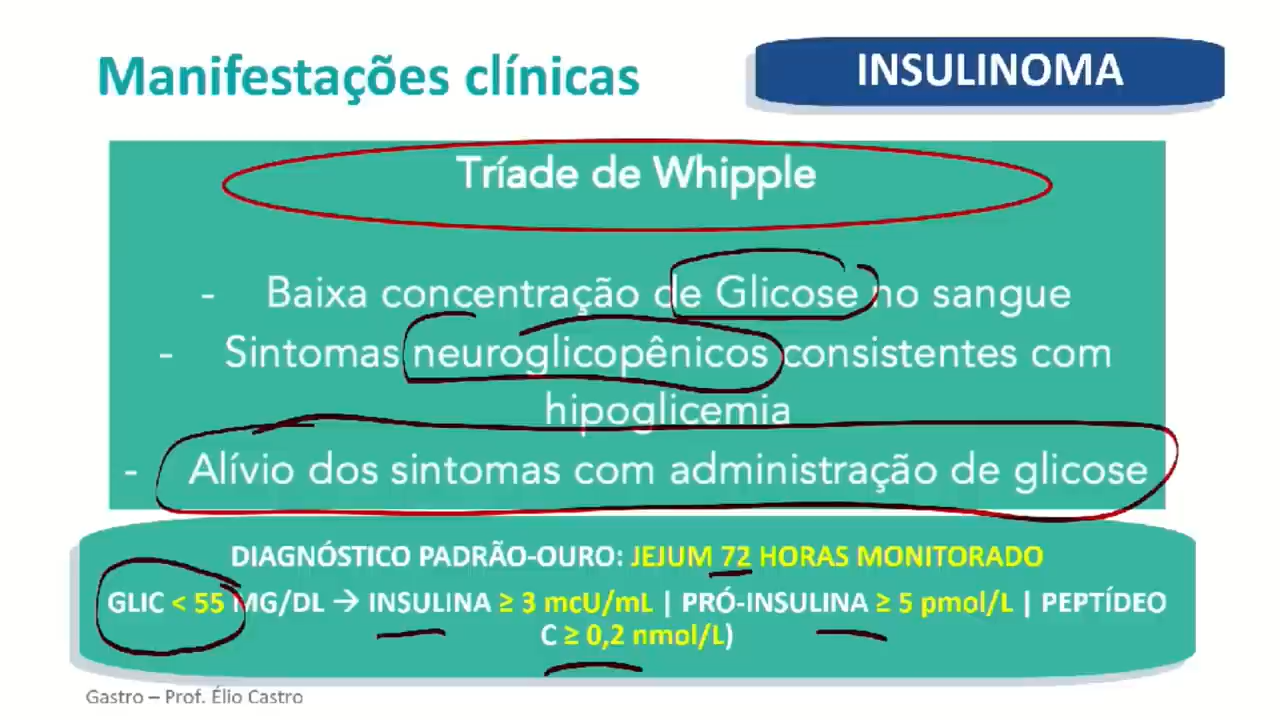 Manifestações clínicas
INSULINOMA
Tríade de Whipple
- Baixa concentração de Glicose no sangue
- Sintomas neuroglicopênicos consistentes com
hipoglicemia
- Alívio dos sintomas com administração de glicose
DIAGNÓSTICO PADRÃO-OURO: JEJUM 72 HORAS MONITORADO
GLIC < 55 MG/DL → INSULINA ≥ 3 mcU/mL | PRÓ-INSULINA ≥ 5 pmol/L | PEPTÍDEO
C ≥ 0,2 nmol/L)
Gastro – Prof. Élio Castro